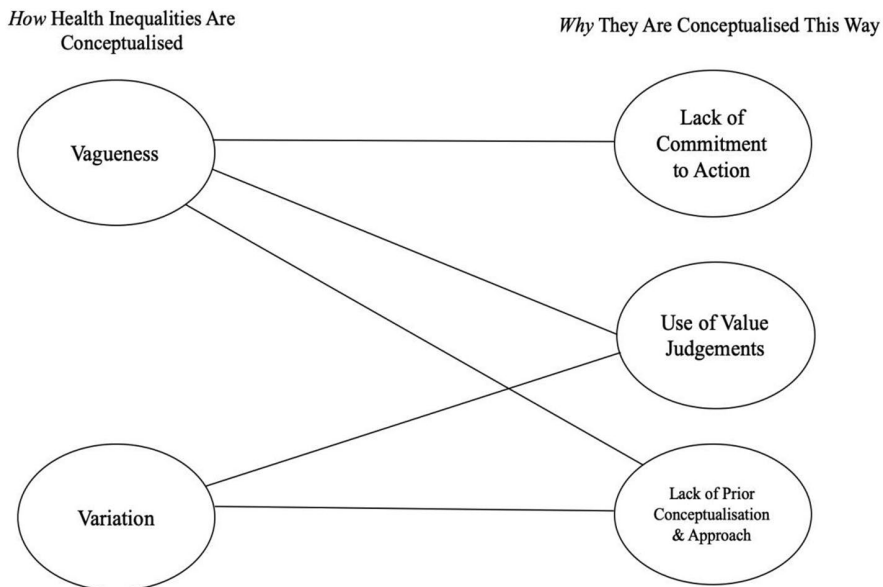 How Health Inequalities Are
Conceptualised
Why They Are Conceptualised This Way
Vagueness
Lack of
Commitment
to Action
Use of Value
Judgements
Variation
Lack of Prior
Conceptualisation
& Approach